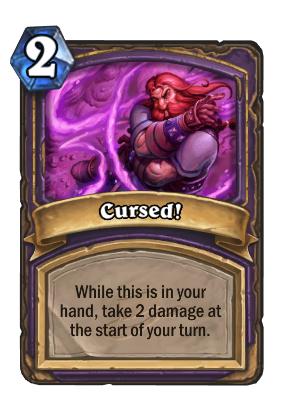 2
Cursed!
While this is in your
hand, take 2 damage at
the start of your turn.